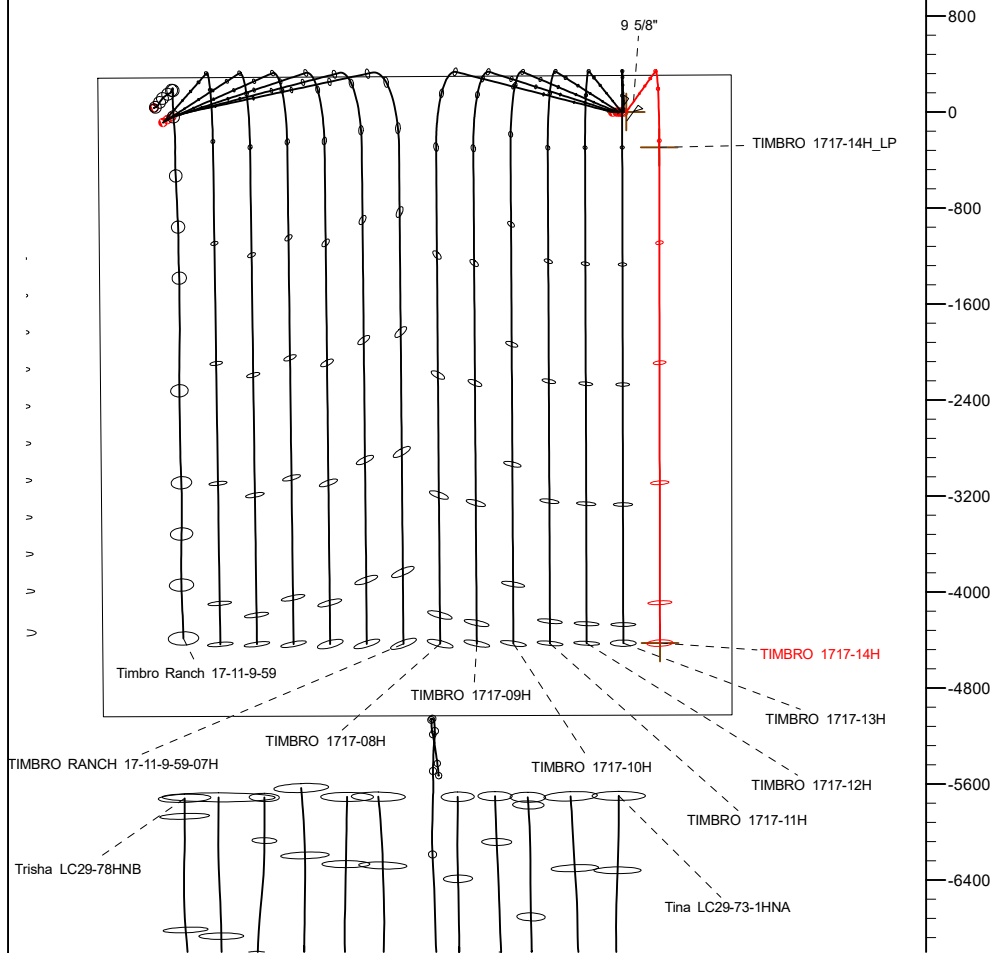 800
9 5/8"
0
TIMBRO 1717-14H_LP
-800
-1600
-2400
-3200
-4000
TIMBRO 1717-14H
Timbro Ranch 17-11-9-59
-4800
TIMBRO 1717-09H
TIMBRO 1717-13H
TIMBRO 1717-08H
TIMBRO RANCH 17-11-9-59-07H
TIMBRO 1717-10H
TIMBRO 1717-12H
-5600
TIMBRO 1717-11H
Trisha LC29-78HNB
-6400
Tina LC29-73-1HNA